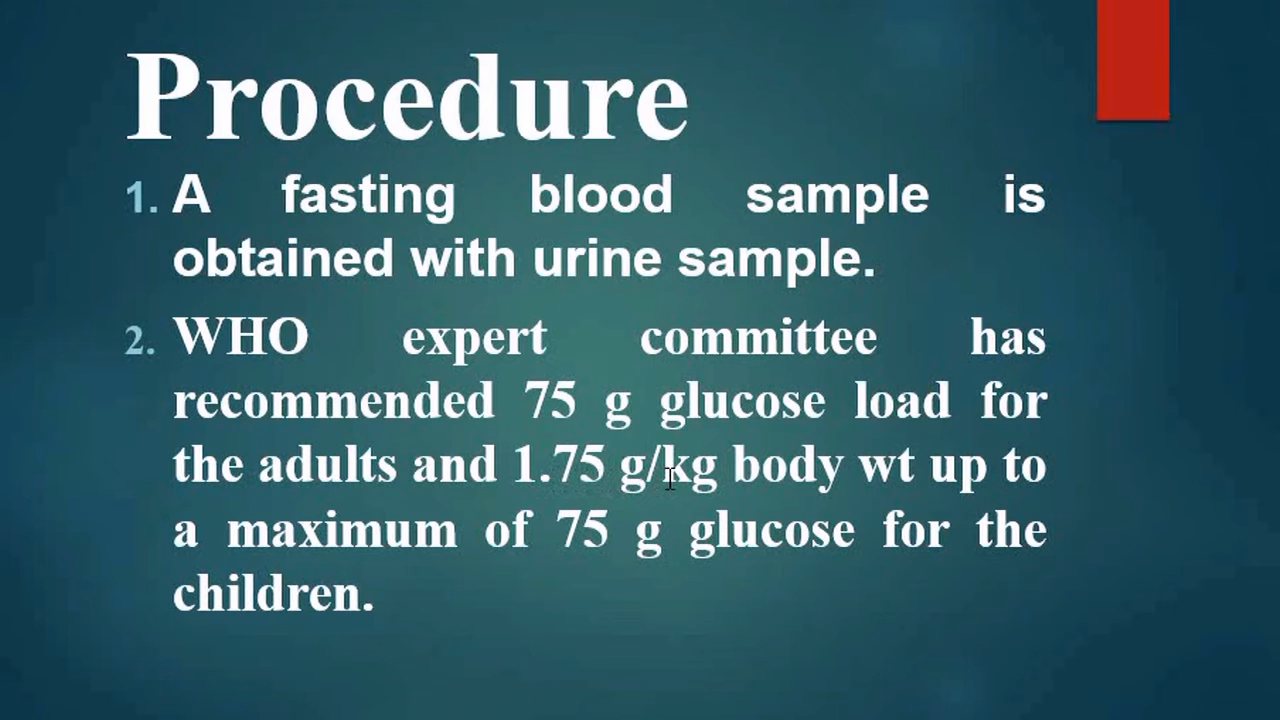 Procedure
1. A fasting blood sample is
obtained with urine sample.
2. WHO expert committee has
recommended 75 g glucose load for
the adults and 1.75 g/kg body wt up to
a maximum of 75 g glucose for the
children.